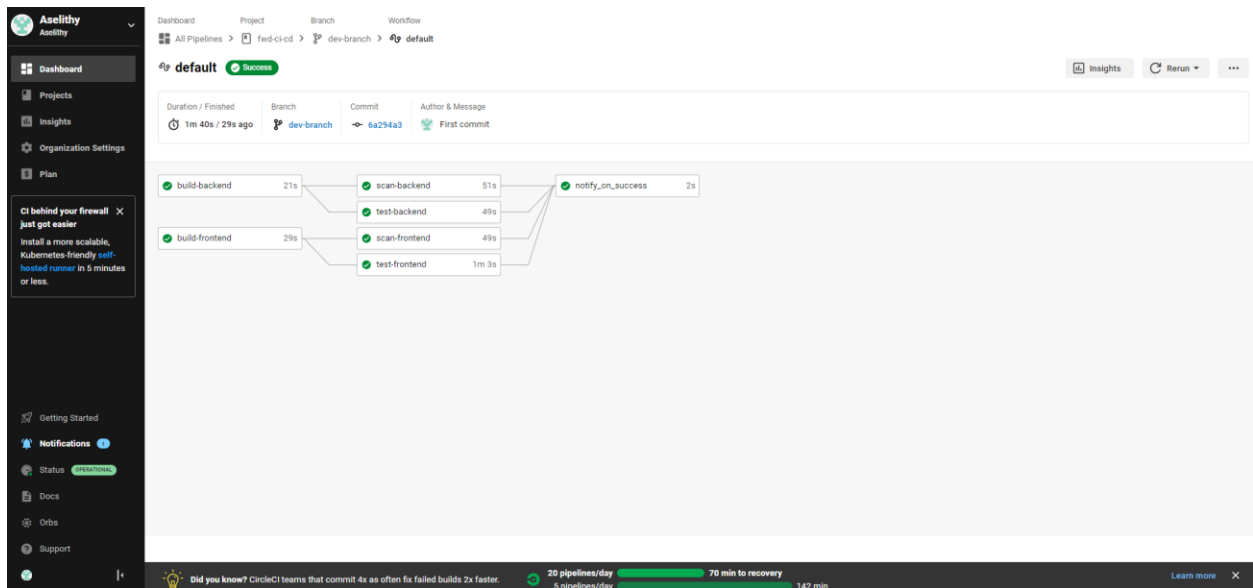 Aselithy
Aselithy
Dashboard
Projects
Insights
Organization Settings
Plan
CI behind your firewall
just got easier
Install a more scalable,
Kubernetes-friendly self-
hosted runner in 5 minutes
or less.
Getting Started
Notifications 1
Status OPERATIONAL
Docs
Orbs
Support
Dashboard Project Branch Workflow
All Pipelines > fwd-ci-cd > dev-branch > default
default Success
Insights Rerun
Duration / Finished Branch Commit Author & Message
1m 40s / 29s ago dev-branch 6a294a3 First commit
build-backend 21s scan-backend 51s notify_on_success 2s
test-backend 49s
build-frontend 29s scan-frontend 49s
test-frontend 1m 3s
Did you know? CircleCI teams that commit 4x as often fix failed builds 2x faster.
20 pipelines/day 70 min to recovery
5 pipelines/day 142 min
Learn more